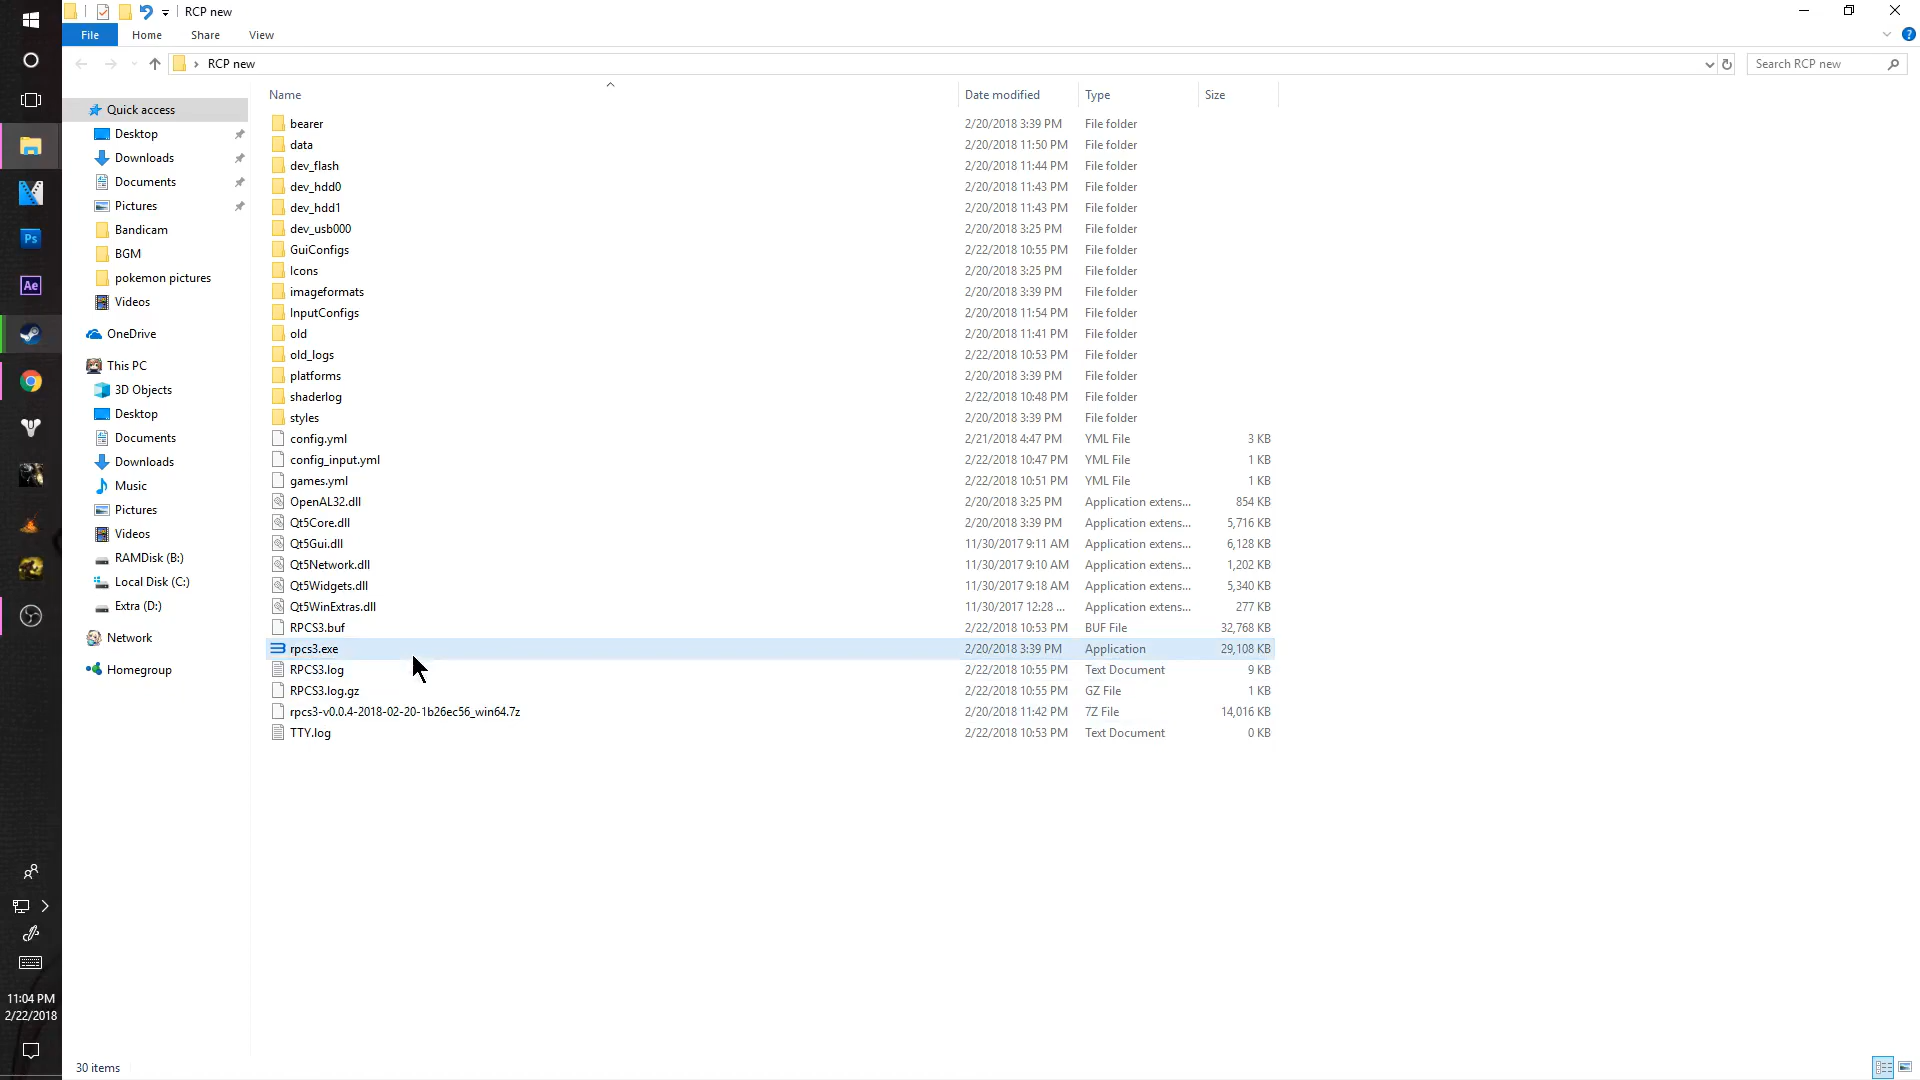 RCP new
File Home Share View
RCP new
Search RCP new
Name Date modified Type Size
Quick access
Desktop
Downloads
Documents
Pictures
Bandicam
BGM
pokemon pictures
Videos
OneDrive
This PC
3D Objects
Desktop
Documents
Downloads
Music
Pictures
Videos
RAMDisk (B:)
Local Disk (C:)
Extra (D:)
Network
Homegroup
bearer 2/20/2018 3:39 PM File folder
data 2/20/2018 11:50 PM File folder
dev_flash 2/20/2018 11:44 PM File folder
dev_hdd0 2/20/2018 11:43 PM File folder
dev_hdd1 2/20/2018 11:43 PM File folder
dev_usb000 2/20/2018 3:25 PM File folder
GuiConfigs 2/22/2018 10:55 PM File folder
Icons 2/20/2018 3:25 PM File folder
imageformats 2/20/2018 3:39 PM File folder
InputConfigs 2/20/2018 11:54 PM File folder
old 2/20/2018 11:41 PM File folder
old_logs 2/22/2018 10:53 PM File folder
platforms 2/20/2018 3:39 PM File folder
shaderlog 2/22/2018 10:48 PM File folder
styles 2/20/2018 3:39 PM File folder
config.yml 2/21/2018 4:47 PM YML File 3 KB
config_input.yml 2/22/2018 10:47 PM YML File 1 KB
games.yml 2/22/2018 10:51 PM YML File 1 KB
OpenAL32.dll 2/20/2018 3:25 PM Application extens... 854 KB
Qt5Core.dll 2/20/2018 3:39 PM Application extens... 5,716 KB
Qt5Gui.dll 11/30/2017 9:11 AM Application extens... 6,128 KB
Qt5Network.dll 11/30/2017 9:10 AM Application extens... 1,202 KB
Qt5Widgets.dll 11/30/2017 9:18 AM Application extens... 5,340 KB
Qt5WinExtras.dll 11/30/2017 12:28 ... Application extens... 277 KB
RPCS3.buf 2/22/2018 10:53 PM BUF File 32,768 KB
rpcs3.exe 2/20/2018 3:39 PM Application 29,108 KB
RPCS3.log 2/22/2018 10:55 PM Text Document 9 KB
RPCS3.log.gz 2/22/2018 10:55 PM GZ File 1 KB
rpcs3-v0.0.4-2018-02-20-1b26ec56_win64.7z 2/20/2018 11:42 PM 7Z File 14,016 KB
TTY.log 2/22/2018 10:53 PM Text Document 0 KB
30 items
Ps
Ae
11:04 PM
2/22/2018